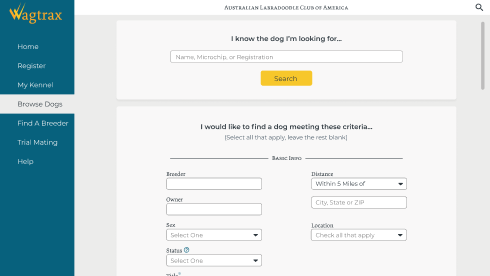 Wagtrax
Australian Labradoodle Club of America
Home
Register
My Kennel
Browse Dogs
Find A Breeder
Trial Mating
Help
I know the dog I'm looking for...
Name, Microchip, or Registration
Search
I would like to find a dog meeting these criteria...
(Select all that apply, leave the rest blank)
Basic Info
Breeder
Distance
Within 5 Miles of
Owner
City, State or ZIP
Sex
Location
Select One
Check all that apply
Status ?
Select One